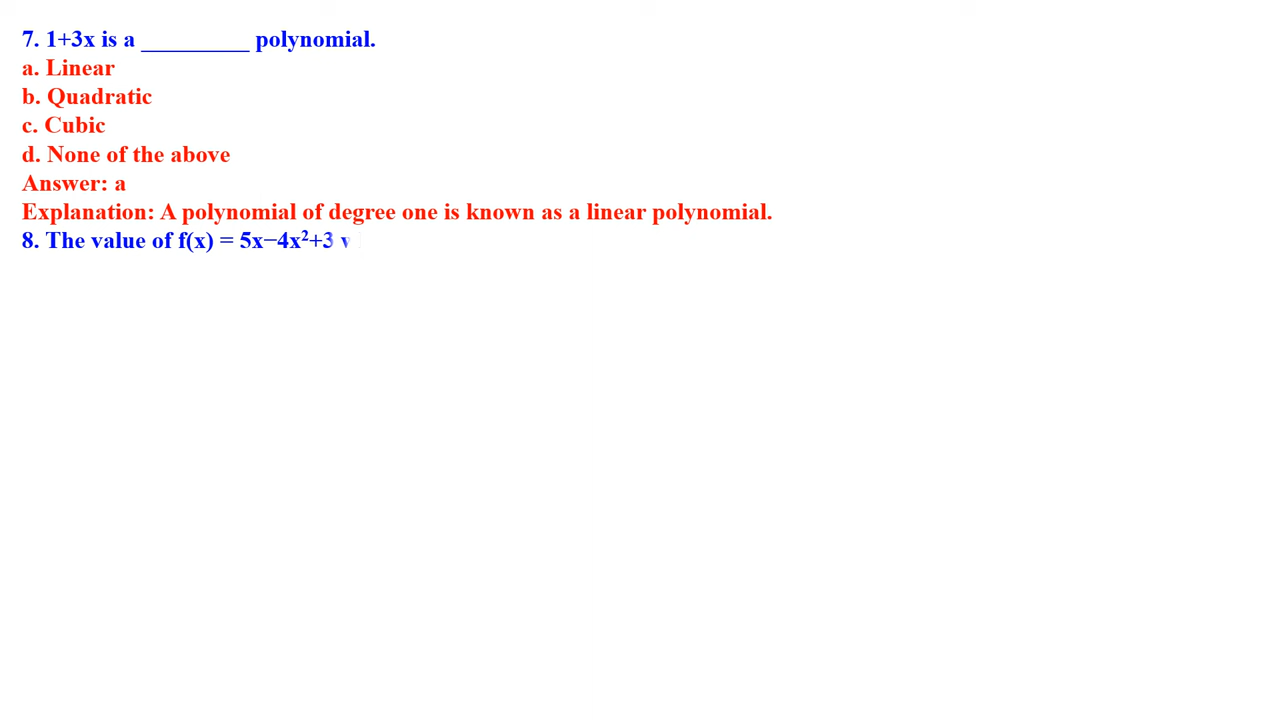 7. 1+3x is a _________ polynomial.
a. Linear
b. Quadratic
c. Cubic
d. None of the above
Answer: a
Explanation: A polynomial of degree one is known as a linear polynomial.
8. The value of f(x) = 5x−4x²+3